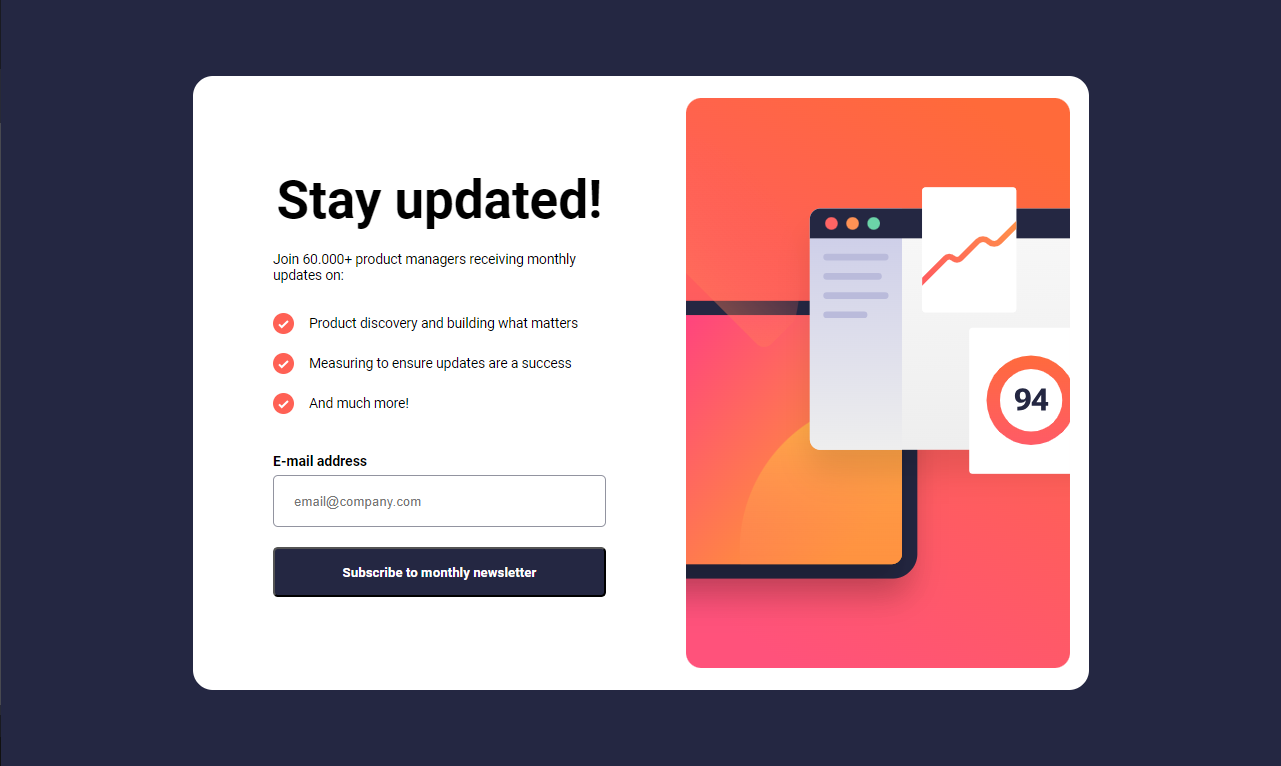 Stay updated!
Join 60.000+ product managers receiving monthly
updates on:
Product discovery and building what matters
Measuring to ensure updates are a success
And much more!
E-mail address
email@company.com
Subscribe to monthly newsletter
94